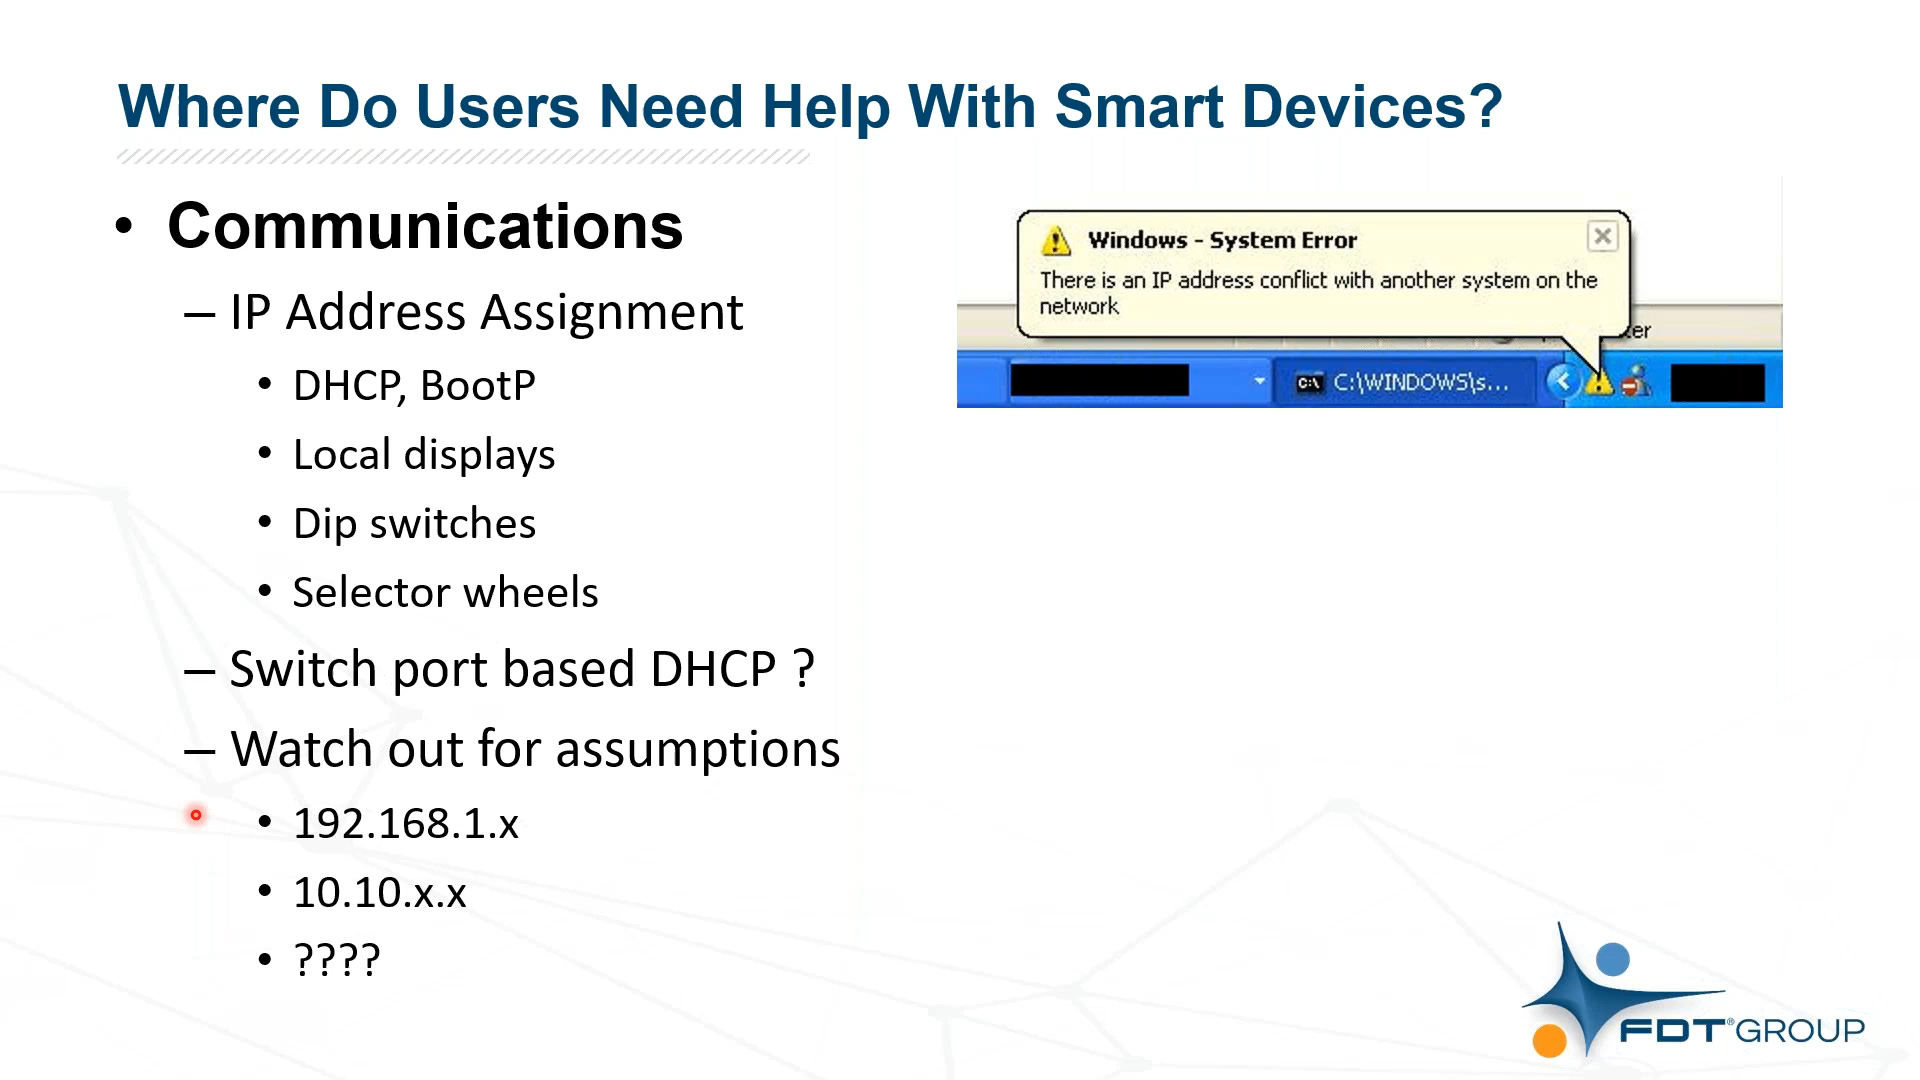 Where Do Users Need Help With Smart Devices?
• Communications
– IP Address Assignment
• DHCP, BootP
• Local displays
• Dip switches
• Selector wheels
– Switch port based DHCP ?
– Watch out for assumptions
• 192.168.1.x
• 10.10.x.x
• ????
Windows - System Error
There is an IP address conflict with another system on the
network
ter
C:\WINDOWS\s...
FDT® GROUP